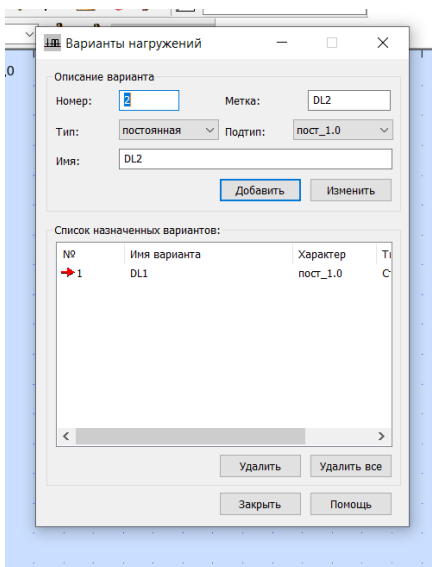 Варианты нагружений
,0
Описание варианта
Номер: 2 Метка: DL2
Тип: постоянная Подтип: пост_1.0
Имя: DL2
Добавить Изменить
Список назначенных вариантов:
№ Имя варианта Характер
1 DL1 пост_1.0
Удалить Удалить все
Закрыть Помощь